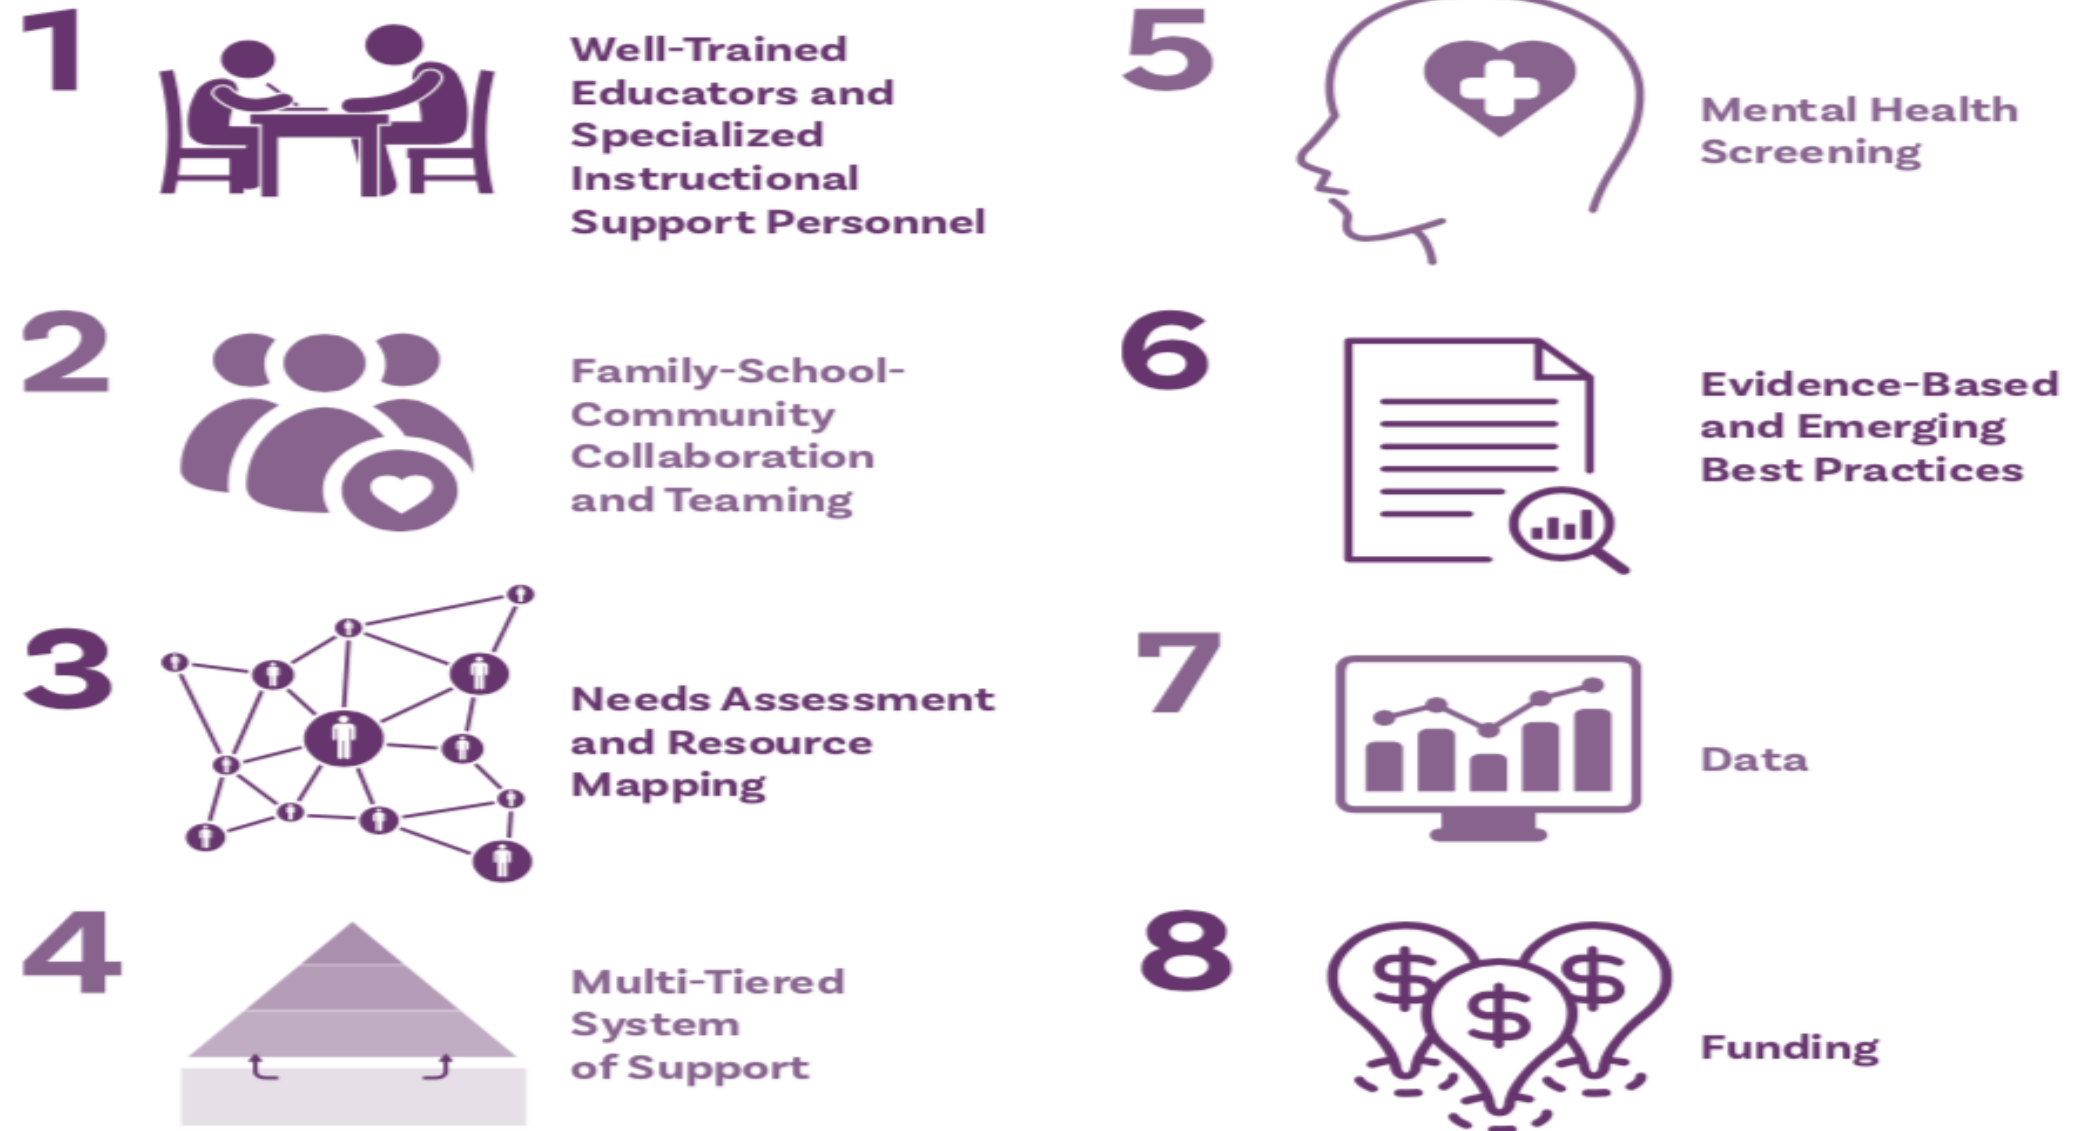 1
Well-Trained
Educators and
Specialized
Instructional
Support Personnel
2
Family-School-
Community
Collaboration
and Teaming
3
Needs Assessment
and Resource
Mapping
4
Multi-Tiered
System
of Support
5
Mental Health
Screening
6
Evidence-Based
and Emerging
Best Practices
7
Data
8
$ $ $
Funding